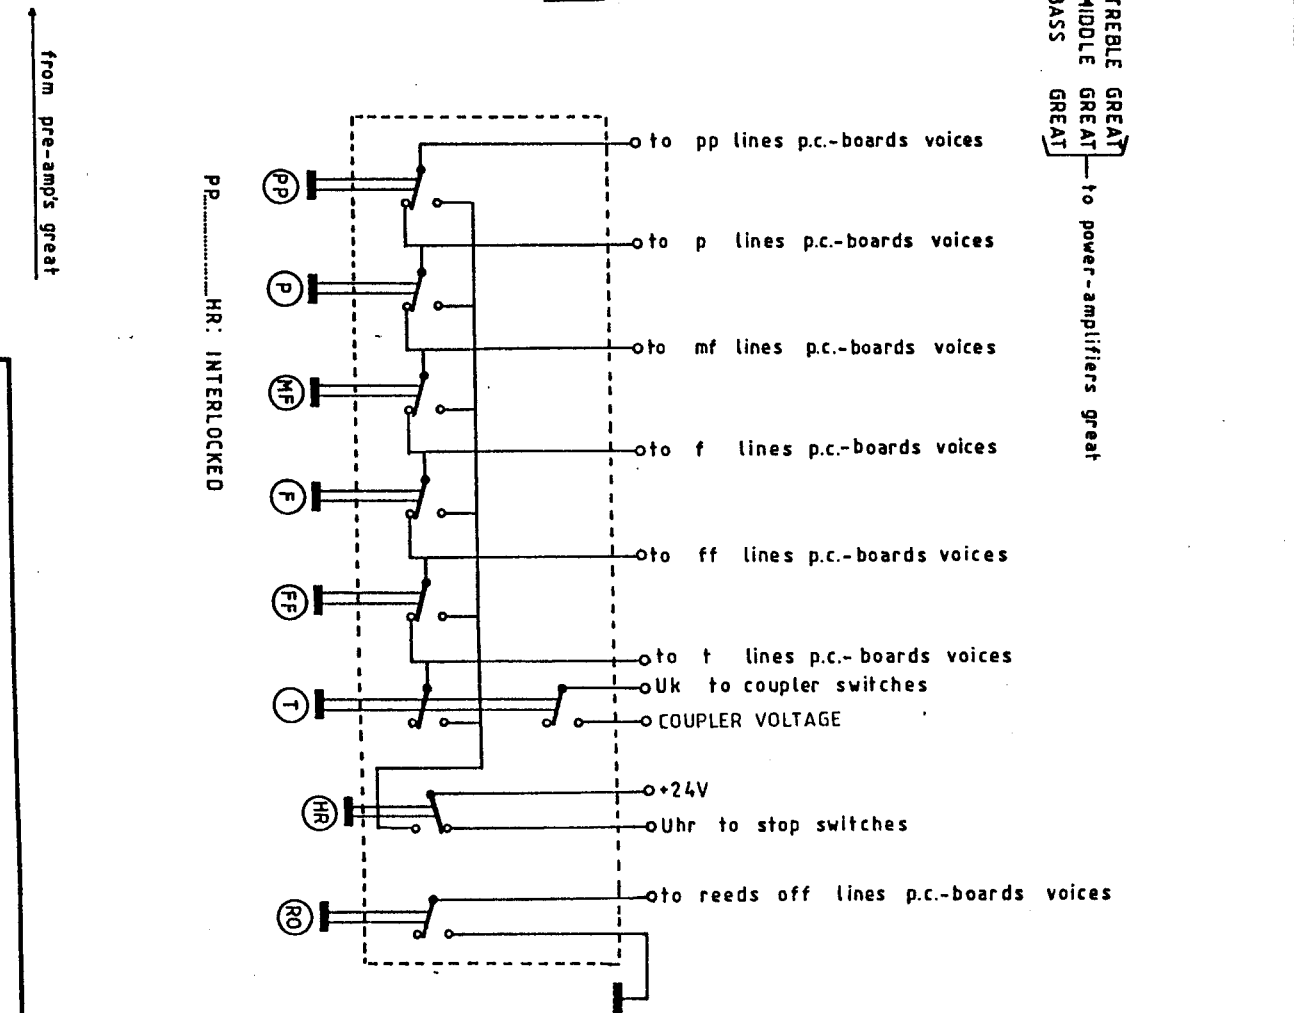 TREBLE GREAT
MIDDLE GREAT
BASS GREAT
to power-amplifiers great
from pre-amp's great
PP..............HR: INTERLOCKED
PP
to pp lines p.c.-boards voices
to p lines p.c.-boards voices
P
to mf lines p.c.-boards voices
MF
to f lines p.c.-boards voices
F
to ff lines p.c.-boards voices
FF
to t lines p.c.-boards voices
Uk to coupler switches
T
COUPLER VOLTAGE
+24V
HR
Uhr to stop switches
to reeds off lines p.c.-boards voices
RO